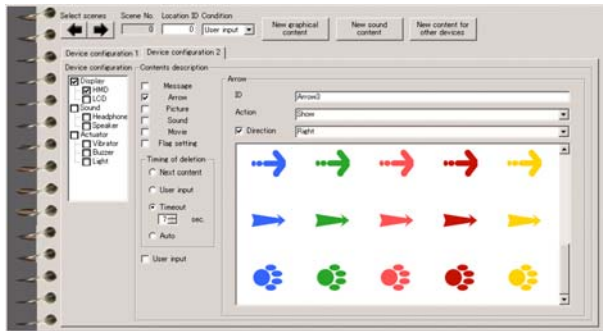 Select scenes Scene No. Location ID Condition
0 0 User input
New graphical content
New sound content
New content for other devices
Device configuration 1 Device configuration 2
Device configuration
Display
HMD
LCD
Sound
Headphone
Speaker
Actuator
Vibrator
Buzzer
Light
Contents description
Message
Arrow
Picture
Sound
Movie
Flag setting
Timing of deletion
Next content
User input
Timeout
sec.
Auto
User input
Arrow
ID Arrow3
Action Show
Direction Right